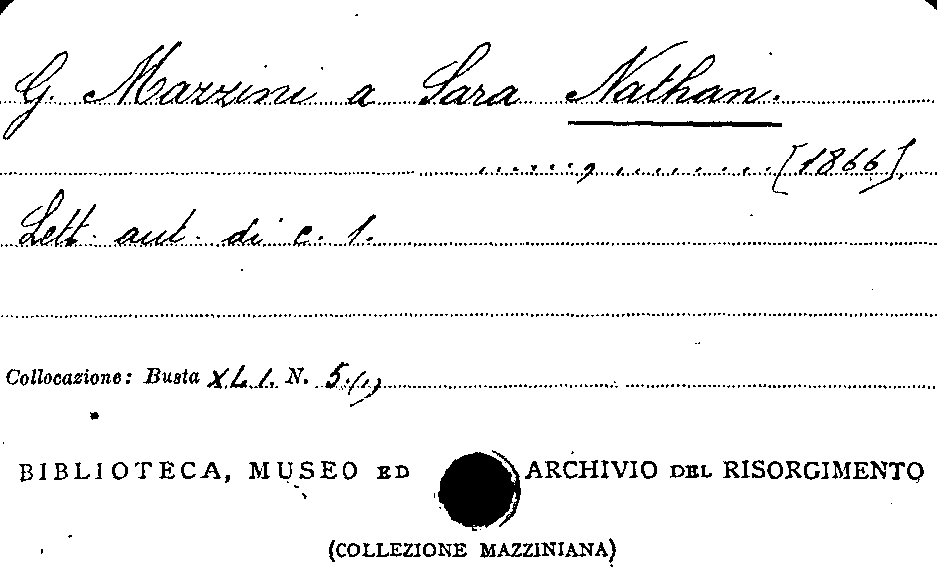 G. Mazzini a Sara Nathan.
......, ........ [1866].
Lett. aut. di c. 1.
Collocazione: Busta XLI. N. 5.(1)
BIBLIOTECA, MUSEO ED ARCHIVIO DEL RISORGIMENTO
(COLLEZIONE MAZZINIANA)